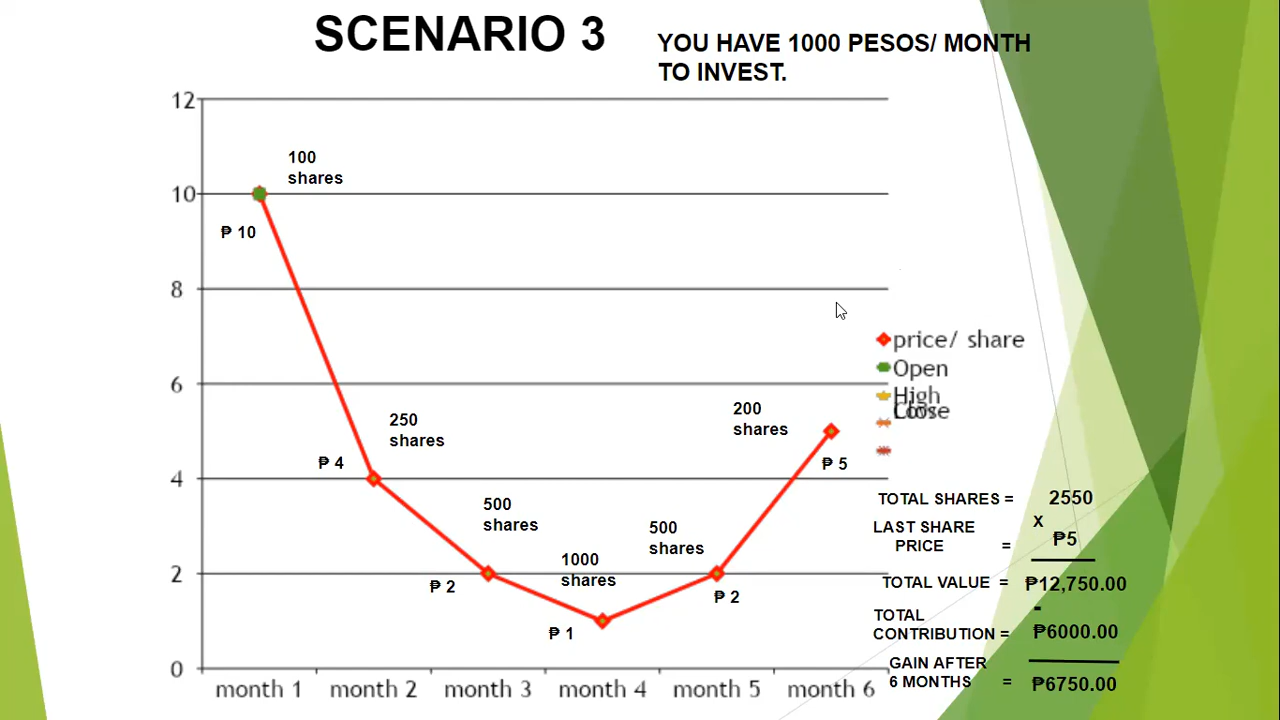 SCENARIO 3
YOU HAVE 1000 PESOS/ MONTH
TO INVEST.
12
10
8
6
4
2
0
100
shares
₱ 10
250
shares
₱ 4
500
shares
₱ 2
1000
shares
₱ 1
500
shares
₱ 2
200
shares
₱ 5
month 1
month 2
month 3
month 4
month 5
month 6
price/ share
Open
High
Close
TOTAL SHARES = 2550
X
LAST SHARE
PRICE = ₱5
TOTAL VALUE = ₱12,750.00
-
TOTAL
CONTRIBUTION = ₱6000.00
GAIN AFTER
6 MONTHS = ₱6750.00